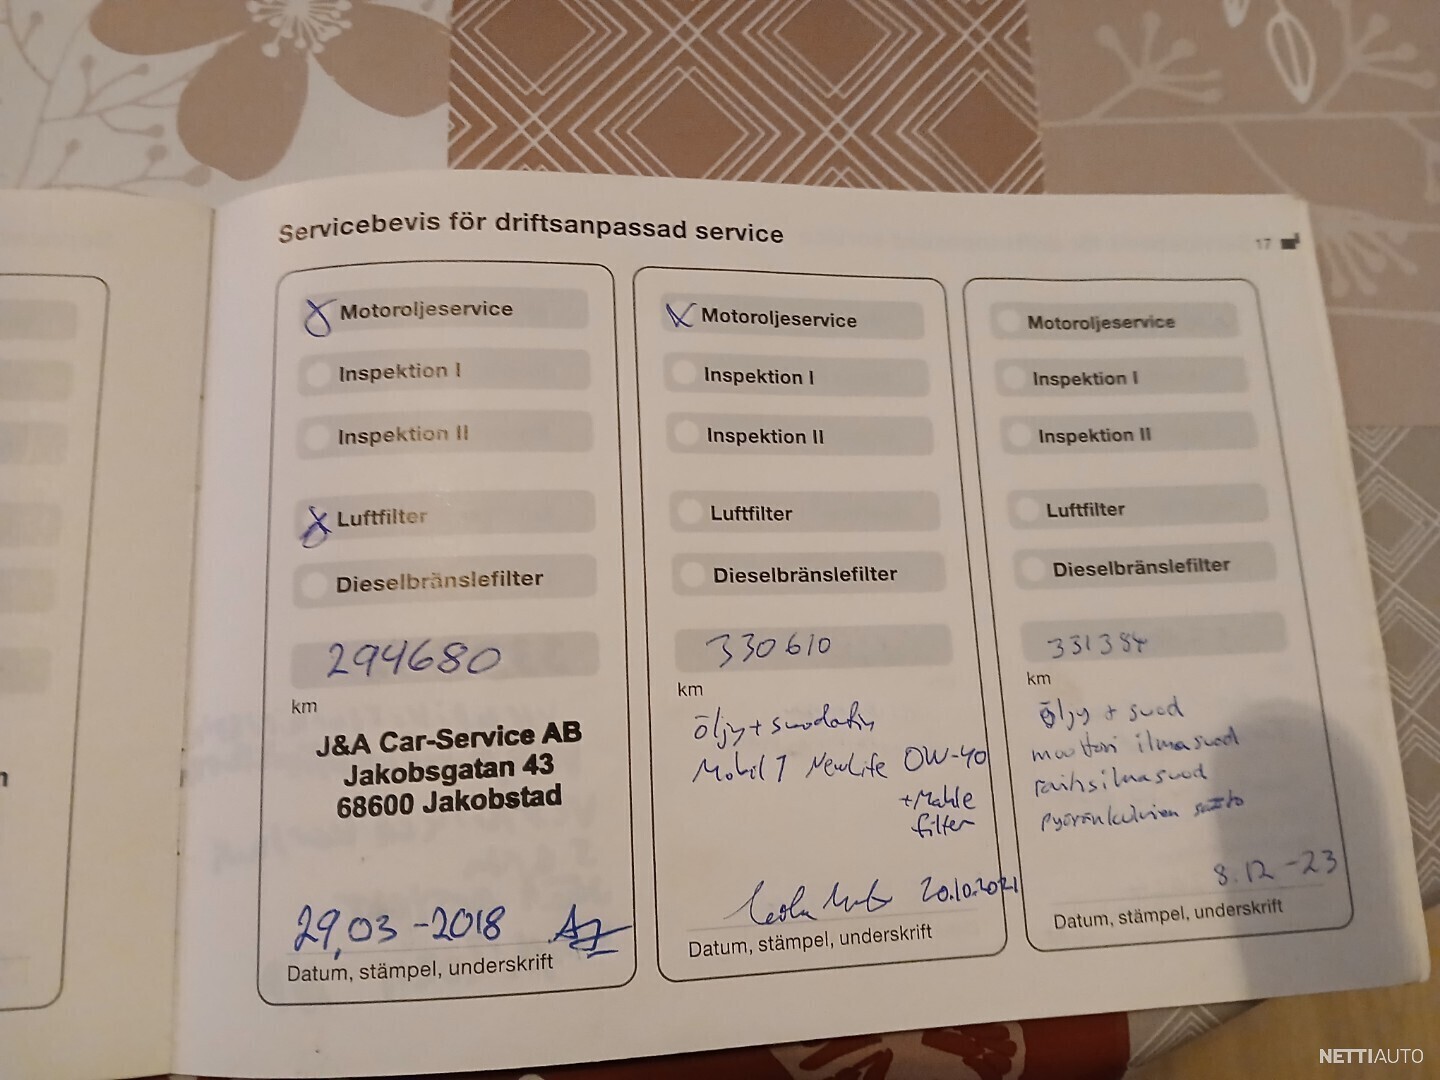 Servicebevis för driftsanpassad service
17
Motoroljeservice
Inspektion I
Inspektion II
Luftfilter
Dieselbränslefilter
294680
km
J&A Car-Service AB
Jakobsgatan 43
68600 Jakobstad
29,03 -2018
Datum, stämpel, underskrift
Motoroljeservice
Inspektion I
Inspektion II
Luftfilter
Dieselbränslefilter
330610
km
öljy + suodatin
Mobil 1 NewLife 0W-40
+Mahle
filter
20.10.2021
Datum, stämpel, underskrift
Motoroljeservice
Inspektion I
Inspektion II
Luftfilter
Dieselbränslefilter
331384
km
öljy + suod
moottori ilmasuod
raitisilmasuod
pyöränkulmien säätö
8.12 -23
Datum, stämpel, underskrift
NETTIAUTO